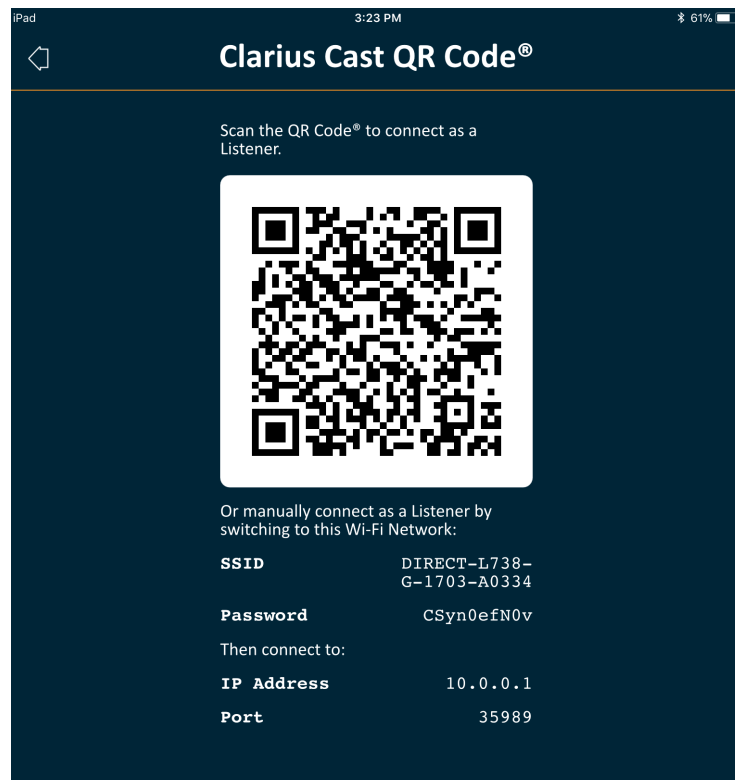 iPad 3:23 PM 61%
Clarius Cast QR Code®
Scan the QR Code® to connect as a
Listener.
Or manually connect as a Listener by
switching to this Wi-Fi Network:
SSID DIRECT-L738-
G-1703-A0334
Password CSyn0efN0v
Then connect to:
IP Address 10.0.0.1
Port 35989